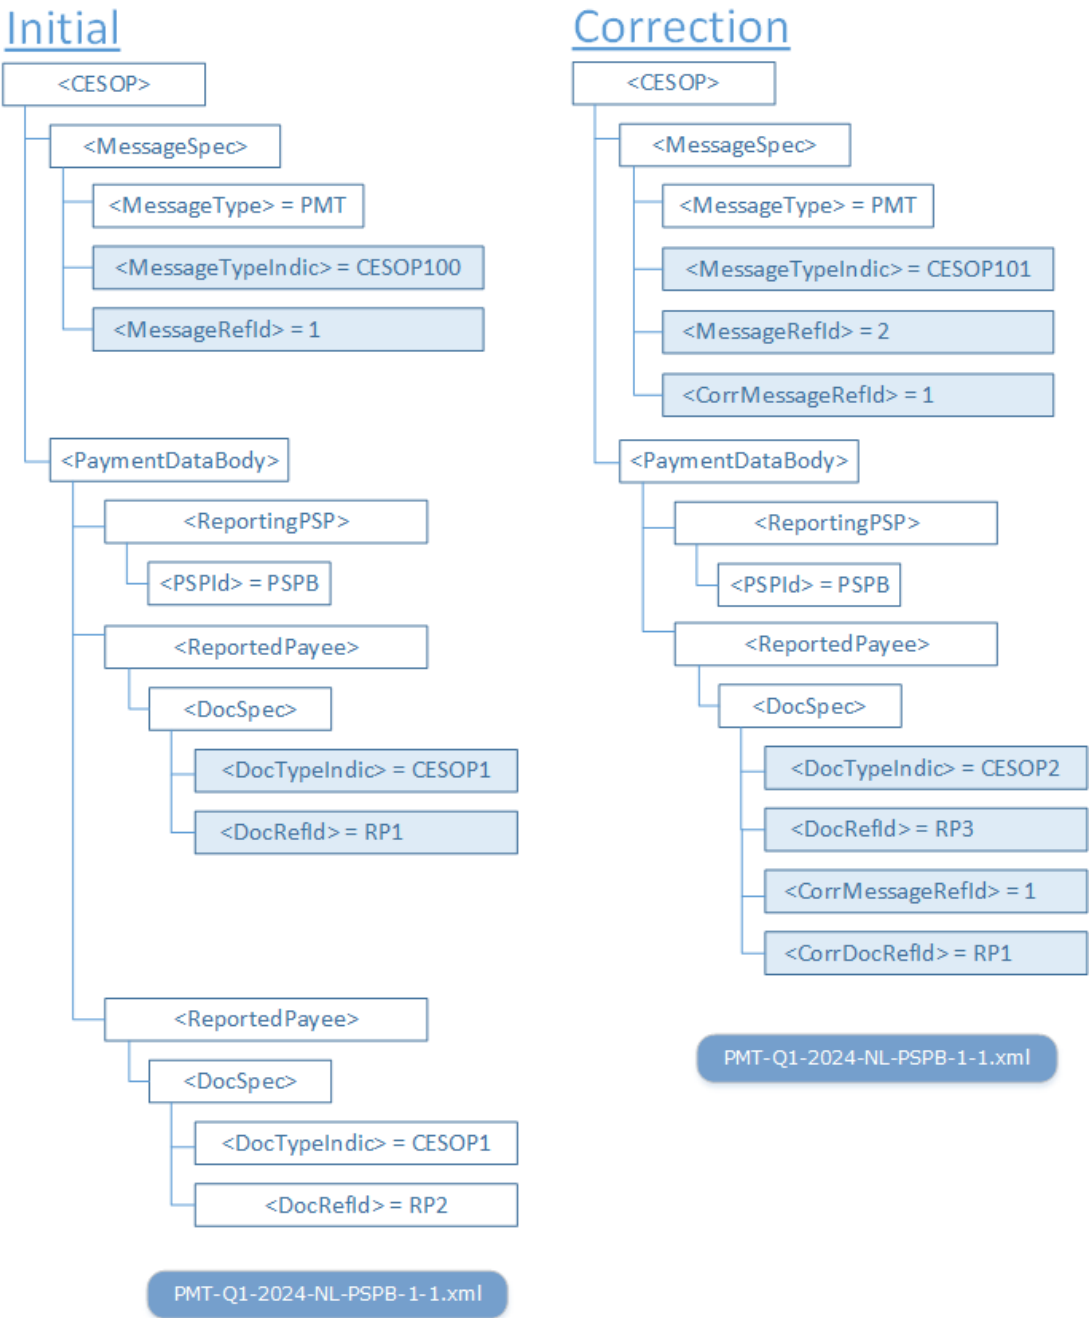 Initial
<CESOP>
<MessageSpec>
<MessageType> = PMT
<MessageTypeIndic> = CESOP100
<MessageRefId> = 1
<PaymentDataBody>
<ReportingPSP>
<PSPId> = PSPB
<ReportedPayee>
<DocSpec>
<DocTypeIndic> = CESOP1
<DocRefId> = RP1
<ReportedPayee>
<DocSpec>
<DocTypeIndic> = CESOP1
<DocRefId> = RP2
PMT-Q1-2024-NL-PSPB-1-1.xml
Correction
<CESOP>
<MessageSpec>
<MessageType> = PMT
<MessageTypeIndic> = CESOP101
<MessageRefId> = 2
<CorrMessageRefId> = 1
<PaymentDataBody>
<ReportingPSP>
<PSPId> = PSPB
<ReportedPayee>
<DocSpec>
<DocTypeIndic> = CESOP2
<DocRefId> = RP3
<CorrMessageRefId> = 1
<CorrDocRefId> = RP1
PMT-Q1-2024-NL-PSPB-1-1.xml